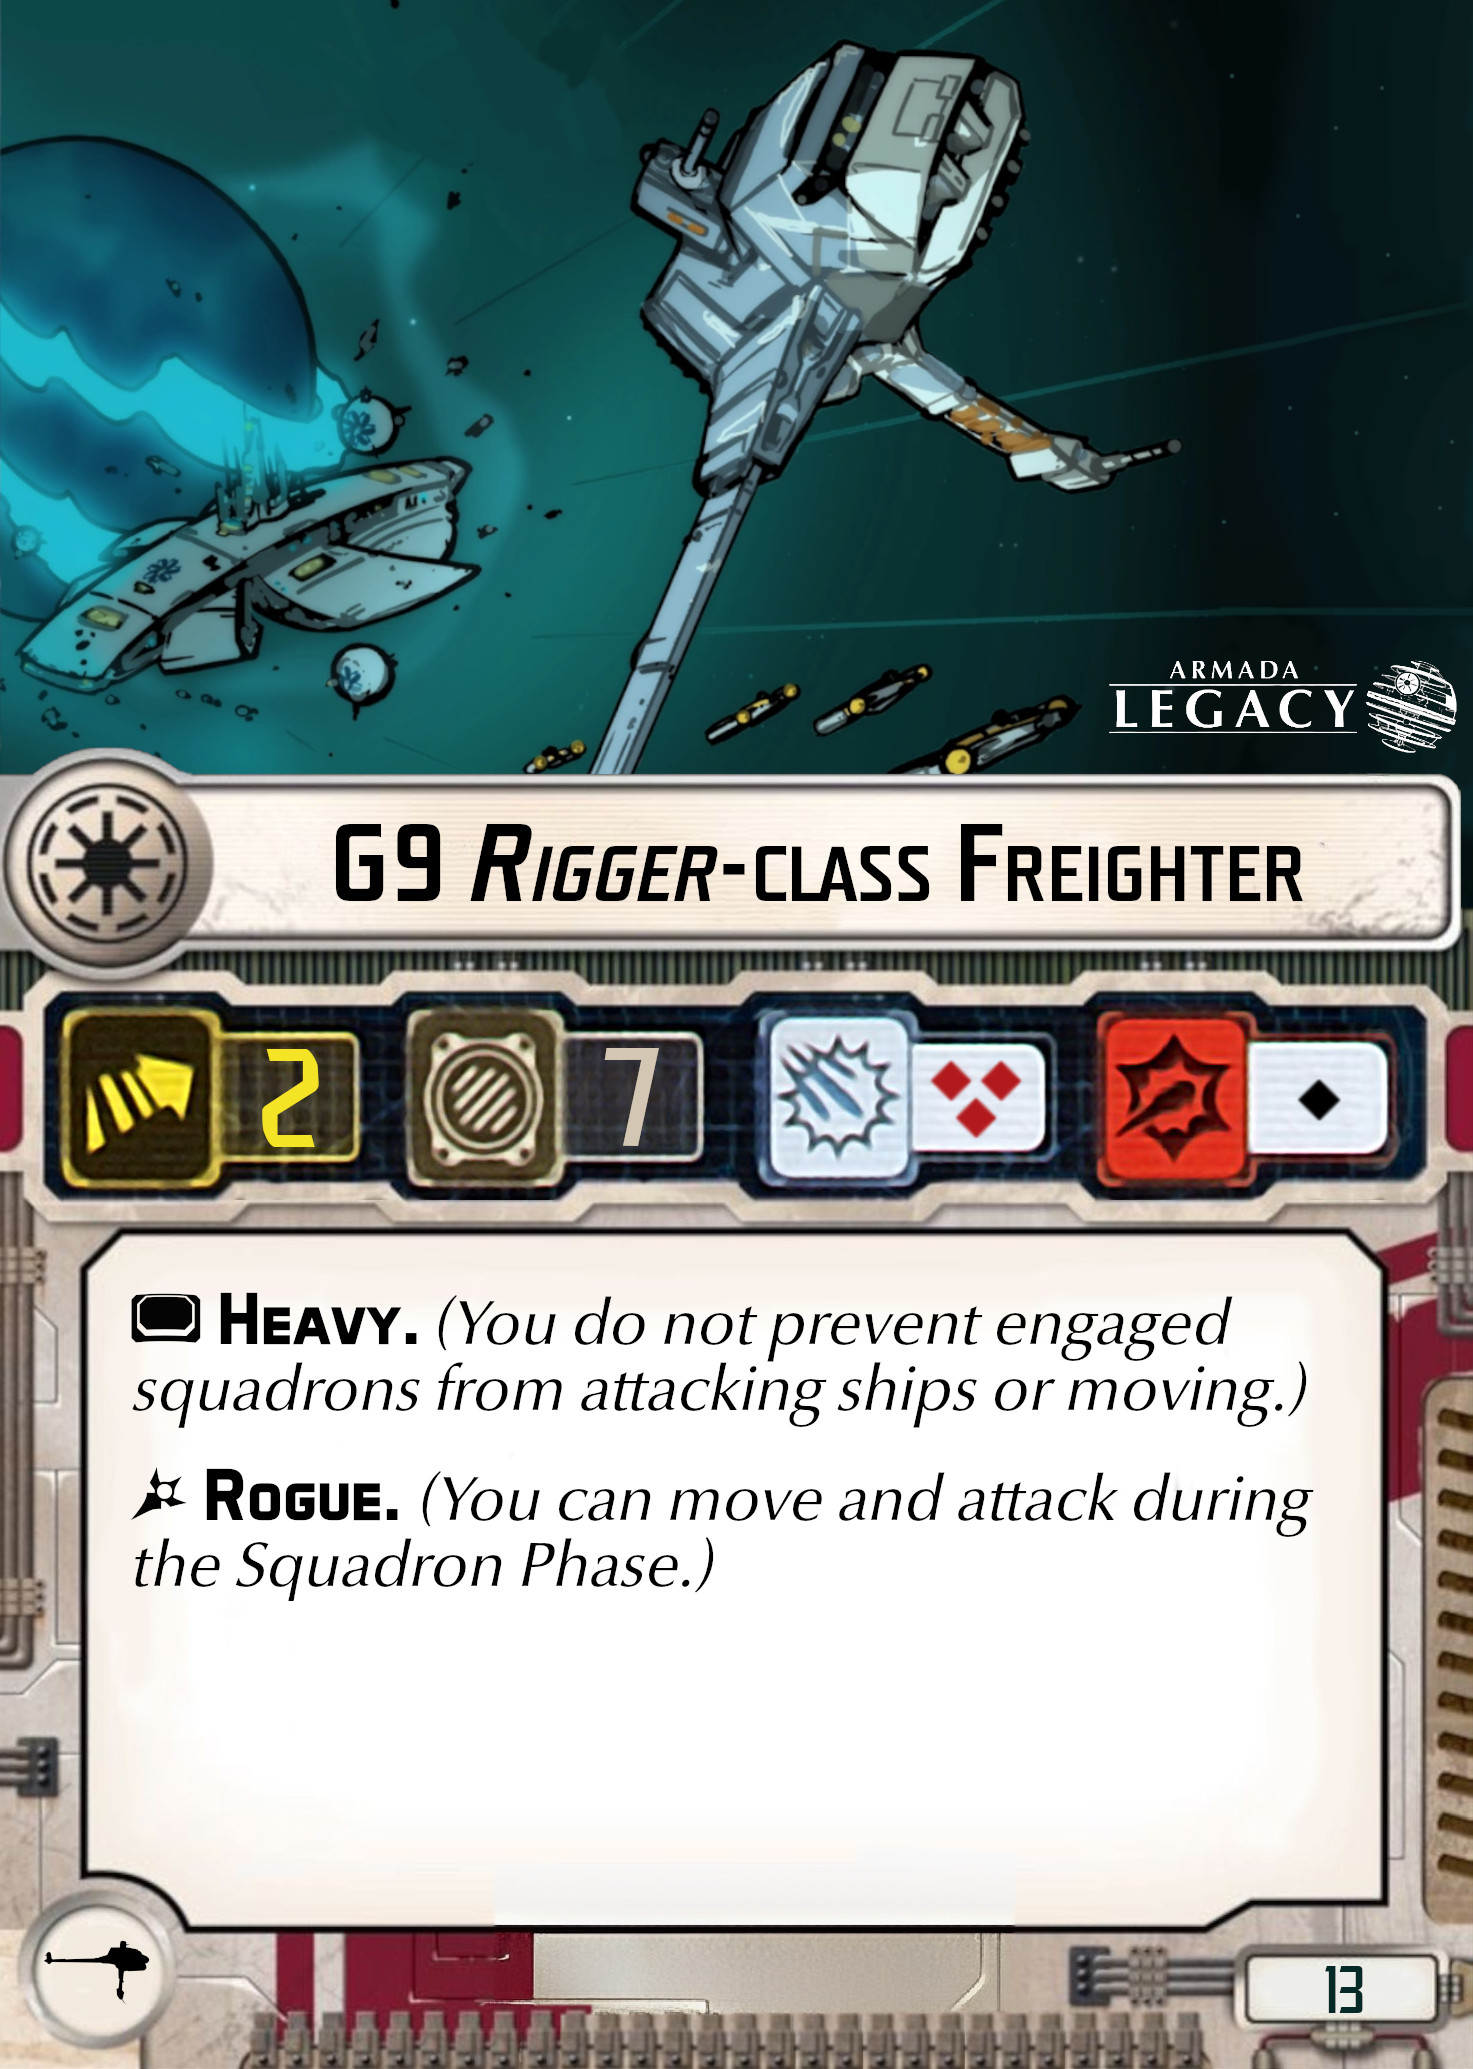 ARMADA
LEGACY
G9 RIGGER-CLASS FREIGHTER
2 7
HEAVY. (You do not prevent engaged
squadrons from attacking ships or moving.)
ROGUE. (You can move and attack during
the Squadron Phase.)
13